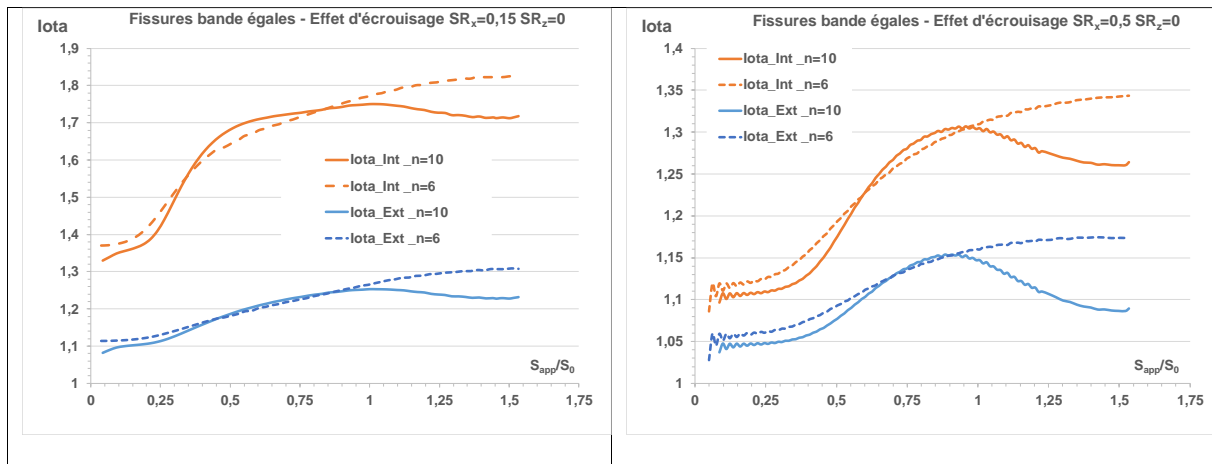 Fissures bande égales - Effet d'écrouisage SRx=0,15 SRz=0
Iota
1,9
1,8
1,7
1,6
1,5
1,4
1,3
1,2
1,1
1
Iota_Int _n=10
Iota_Int _n=6
Iota_Ext _n=10
Iota_Ext _n=6
Sapp/S0
0
0,25
0,5
0,75
1
1,25
1,5
1,75
Fissures bande égales - Effet d'écrouisage SRx=0,5 SRz=0
Iota
1,4
1,35
1,3
1,25
1,2
1,15
1,1
1,05
1
Iota_Int _n=10
Iota_Int _n=6
Iota_Ext _n=10
Iota_Ext _n=6
Sapp/S0
0
0,25
0,5
0,75
1
1,25
1,5
1,75